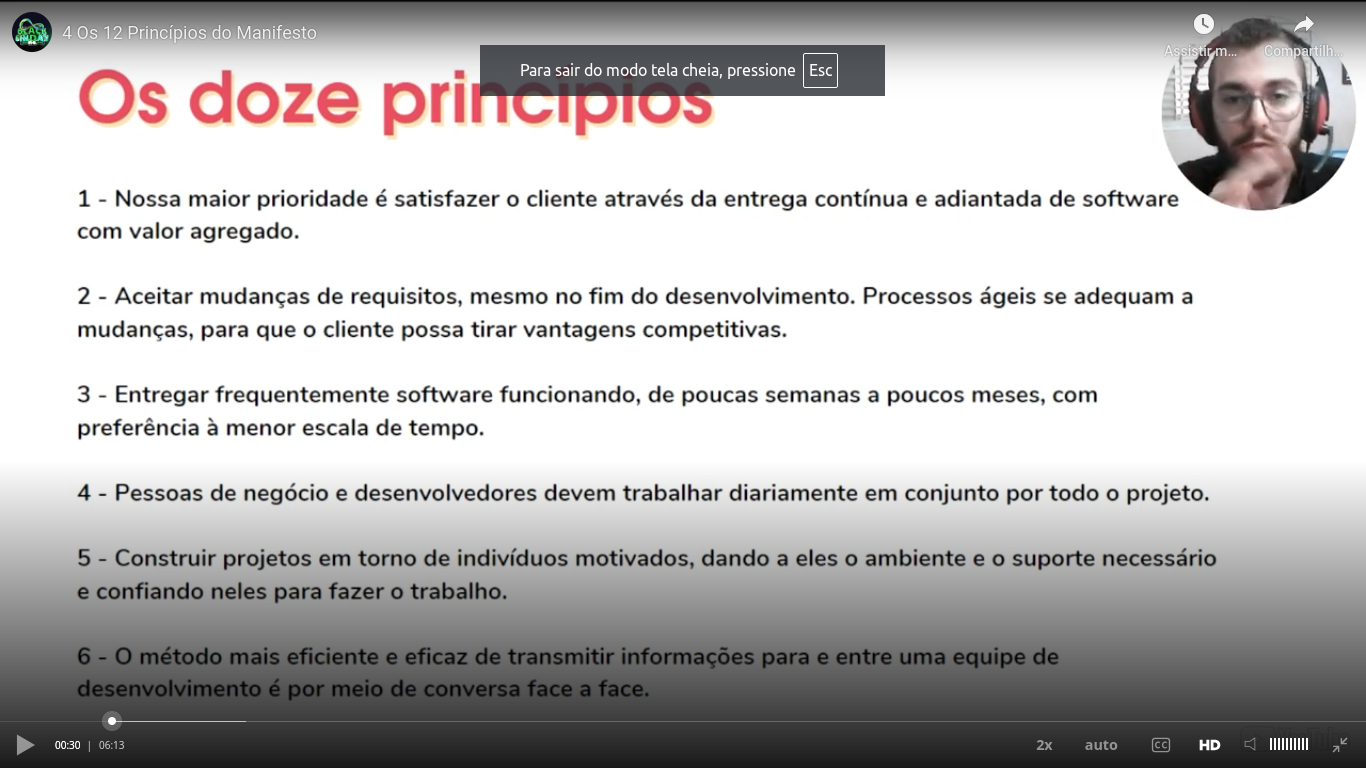 4 Os 12 Princípios do Manifesto
Assistir m...
Compartilh...
Para sair do modo tela cheia, pressione Esc
Os doze princípios
1 - Nossa maior prioridade é satisfazer o cliente através da entrega contínua e adiantada de software
com valor agregado.
2 - Aceitar mudanças de requisitos, mesmo no fim do desenvolvimento. Processos ágeis se adequam a
mudanças, para que o cliente possa tirar vantagens competitivas.
3 - Entregar frequentemente software funcionando, de poucas semanas a poucos meses, com
preferência à menor escala de tempo.
4 - Pessoas de negócio e desenvolvedores devem trabalhar diariamente em conjunto por todo o projeto.
5 - Construir projetos em torno de indivíduos motivados, dando a eles o ambiente e o suporte necessário
e confiando neles para fazer o trabalho.
6 - O método mais eficiente e eficaz de transmitir informações para e entre uma equipe de
desenvolvimento é por meio de conversa face a face.
00:30 | 06:13
2x auto CC HD